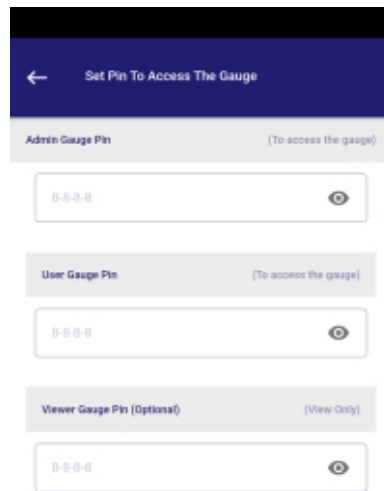 Set Pin To Access The Gauge
Admin Gauge Pin (To access the gauge)
8-8-8-8
User Gauge Pin (To access the gauge)
8-8-8-8
Viewer Gauge Pin (Optional) (View Only)
8-8-8-8